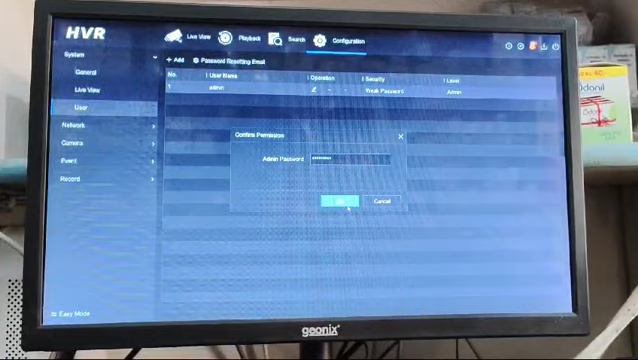 HVR
Live View Playback Search Configuration
System
General
Live View
User
Network
Camera
Event
Record
Easy Mode
+ Add Password Resetting Email
No. User Name Operation Security Level
1 admin - - Weak Password Admin
Confirm Permission
Admin Password ********
Cancel
geonix
Odonil